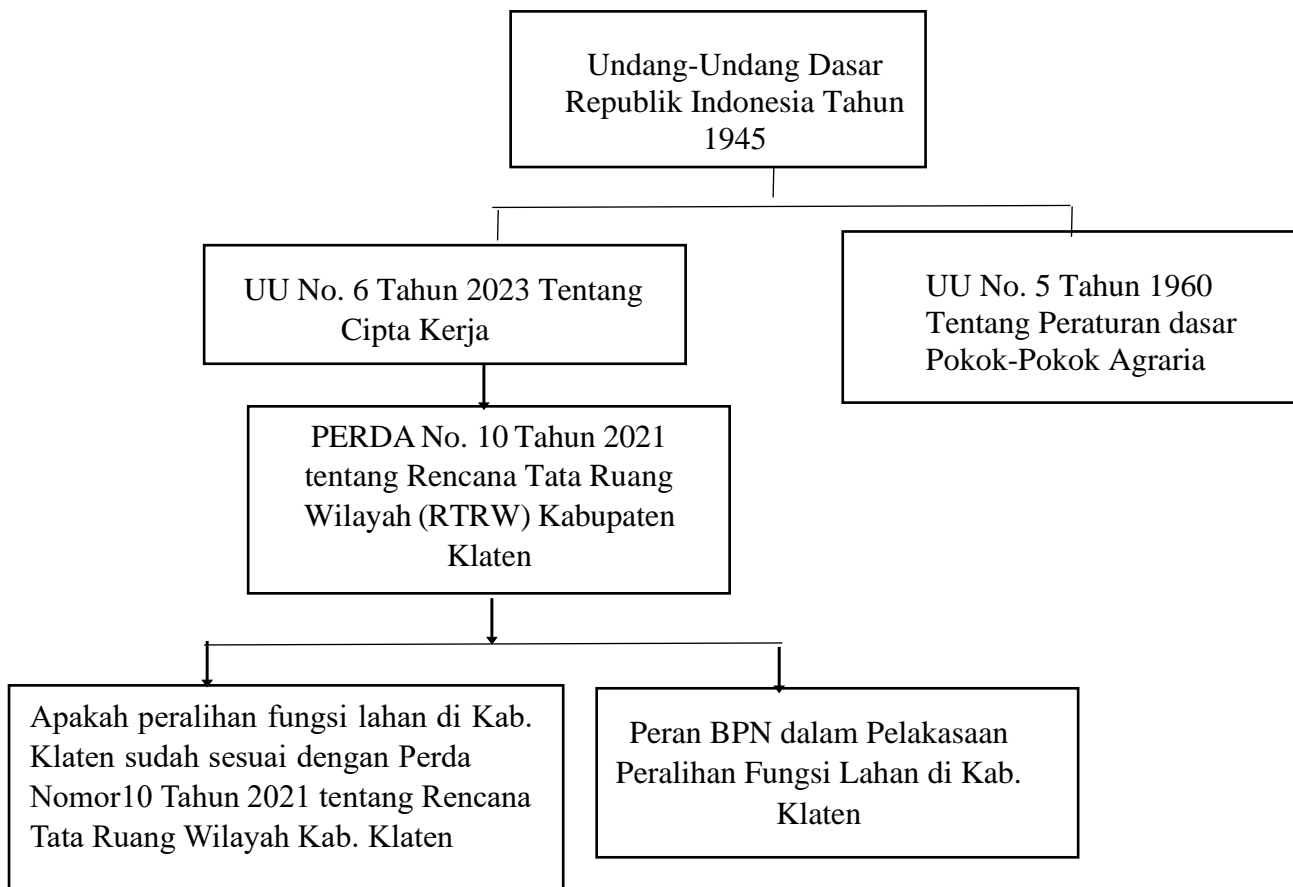 Undang-Undang Dasar
Republik Indonesia Tahun
1945
UU No. 6 Tahun 2023 Tentang
Cipta Kerja
UU No. 5 Tahun 1960
Tentang Peraturan dasar
Pokok-Pokok Agraria
PERDA No. 10 Tahun 2021
tentang Rencana Tata Ruang
Wilayah (RTRW) Kabupaten
Klaten
Apakah peralihan fungsi lahan di Kab.
Klaten sudah sesuai dengan Perda
Nomor10 Tahun 2021 tentang Rencana
Tata Ruang Wilayah Kab. Klaten
Peran BPN dalam Pelakasaan
Peralihan Fungsi Lahan di Kab.
Klaten